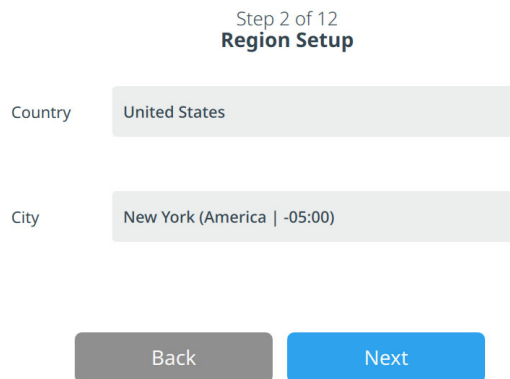 Step 2 of 12
Region Setup
Country United States
City New York (America | -05:00)
Back Next